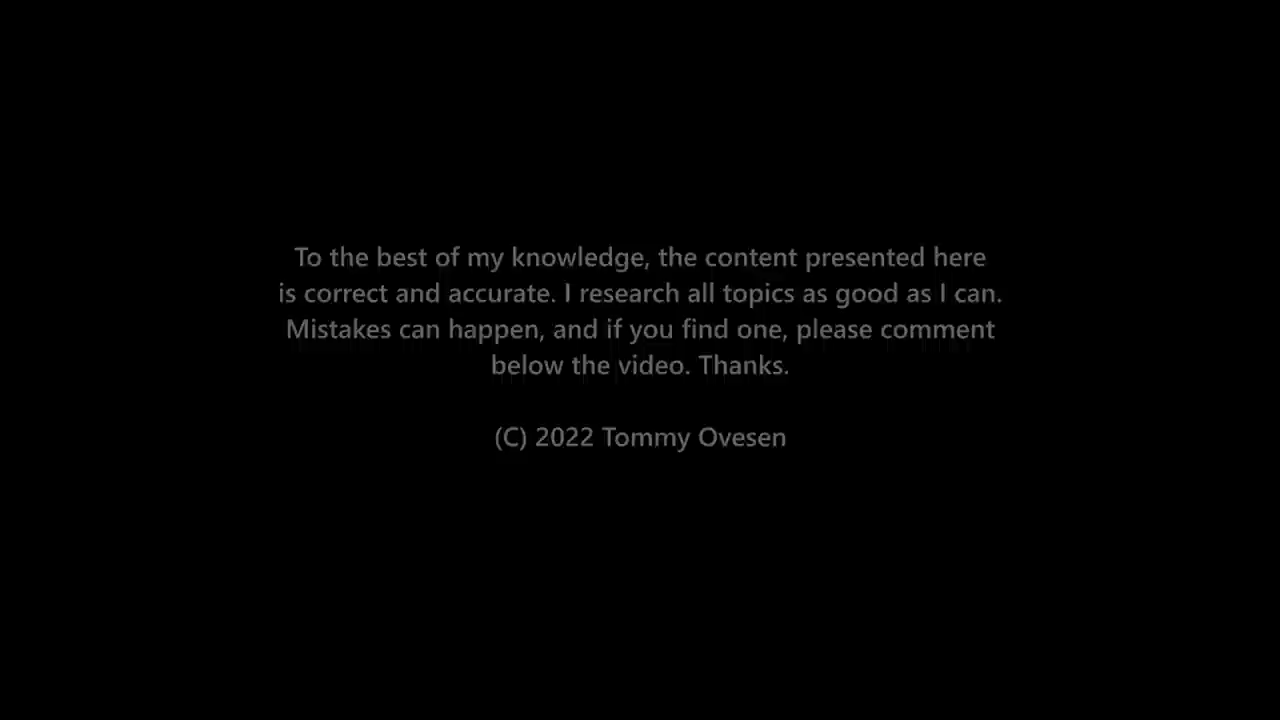 To the best of my knowledge, the content presented here
is correct and accurate. I research all topics as good as I can.
Mistakes can happen, and if you find one, please comment
below the video. Thanks.
(C) 2022 Tommy Ovesen